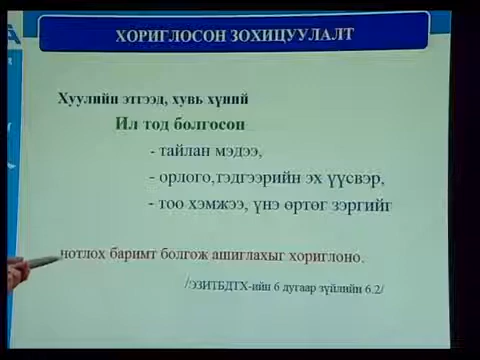 ХОРИГЛОСОН ЗОХИЦУУЛАЛТ
Хуулийн этгээд, хувь хүний
Ил тод болгосон
- тайлан мэдээ,
- орлого,тэдгээрийн эх үүсвэр,
- тоо хэмжээ, үнэ өртөг зэргийг
нотлох баримт болгож ашиглахыг хориглоно.
/ЭЗИТБДТХ-ийн 6 дугаар зүйлийн 6.2/